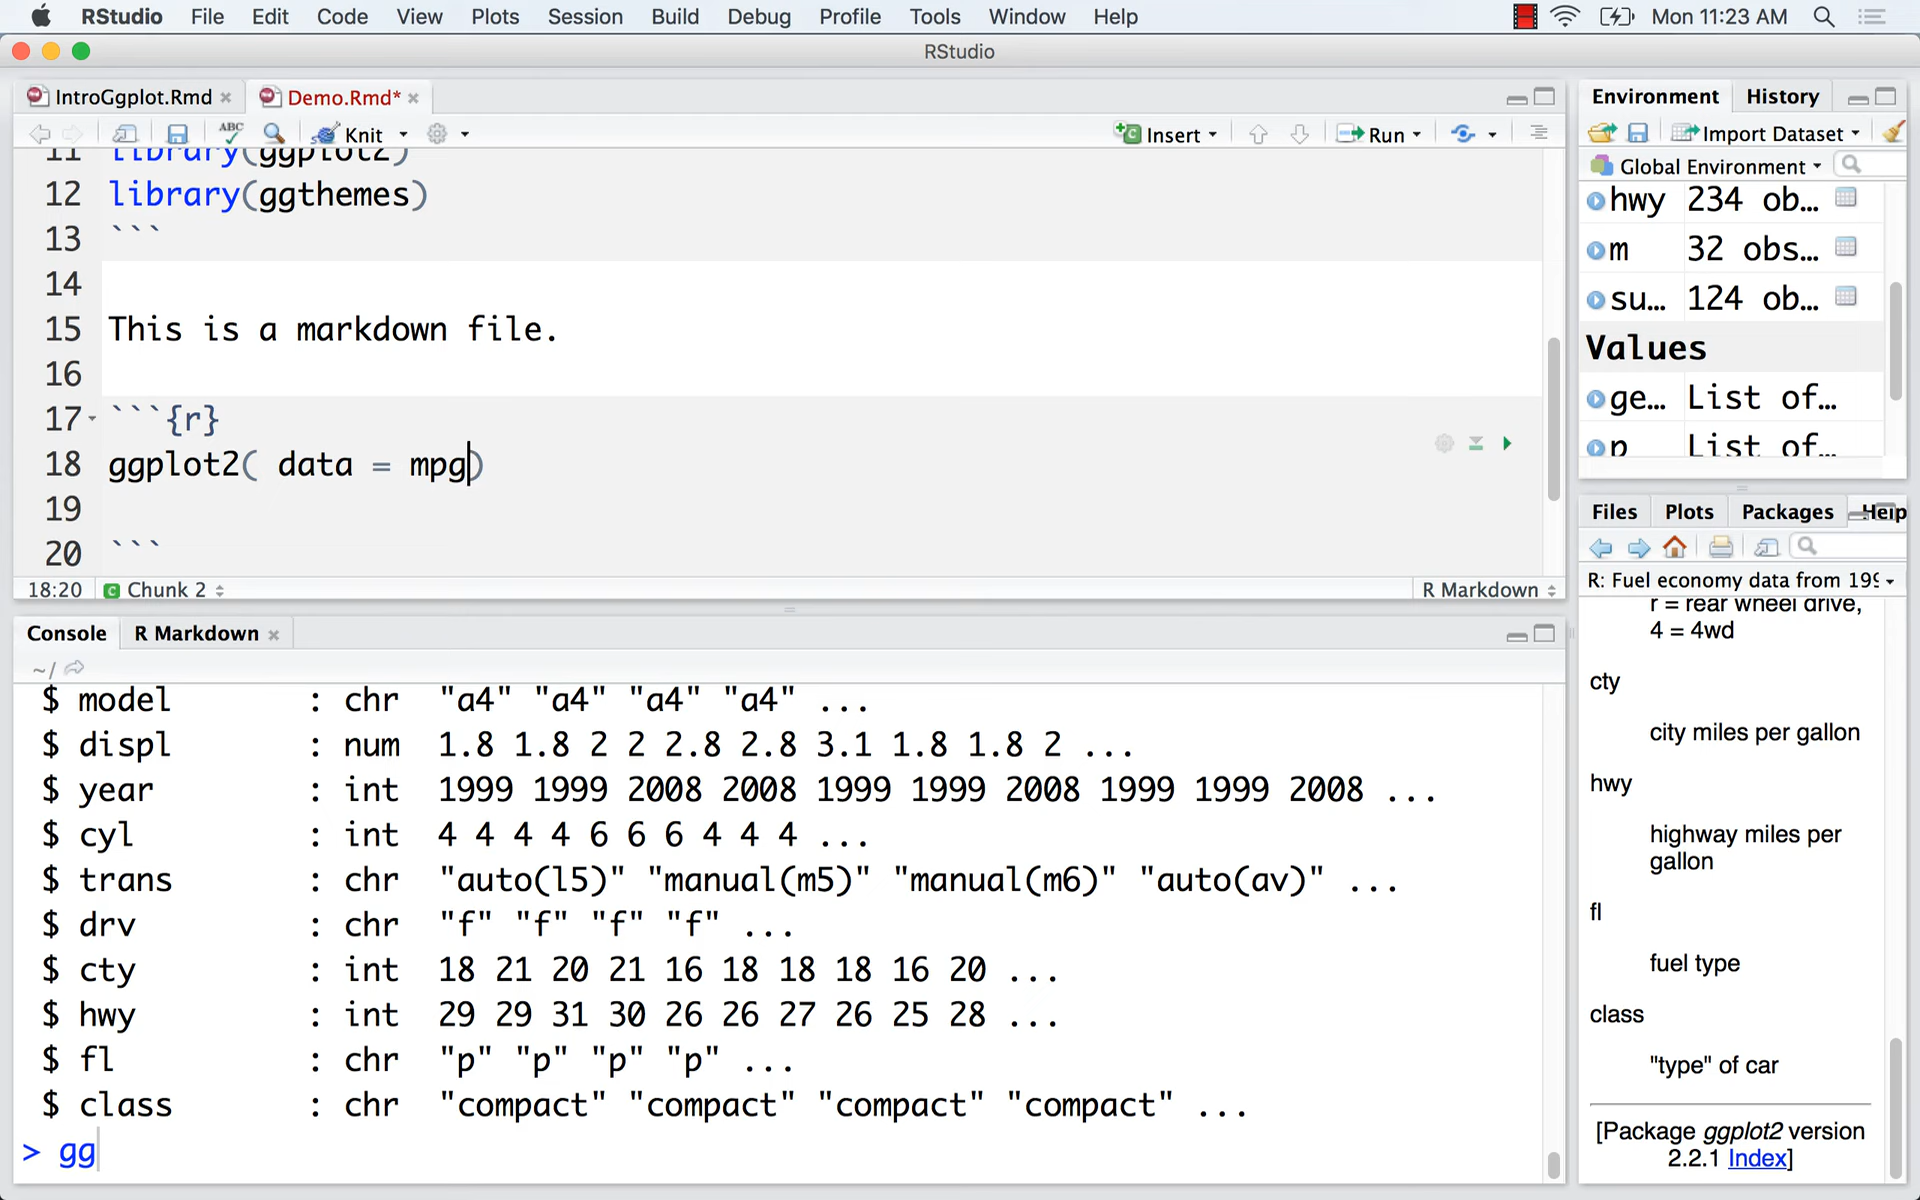 RStudio File Edit Code View Plots Session Build Debug Profile Tools Window Help Mon 11:23 AM
RStudio
IntroGgplot.Rmd Demo.Rmd*
ABC Knit Insert Run
11 library(ggplot2)
12 library(ggthemes)
13 ```
14
15 This is a markdown file.
16
17 ```{r}
18 ggplot2( data = mpg)
19
20 ```
18:20 C Chunk 2 R Markdown
Console R Markdown
~/
$ model : chr "a4" "a4" "a4" "a4" ...
$ displ : num 1.8 1.8 2 2 2.8 2.8 3.1 1.8 1.8 2 ...
$ year : int 1999 1999 2008 2008 1999 1999 2008 1999 1999 2008 ...
$ cyl : int 4 4 4 4 6 6 6 4 4 4 ...
$ trans : chr "auto(l5)" "manual(m5)" "manual(m6)" "auto(av)" ...
$ drv : chr "f" "f" "f" "f" ...
$ cty : int 18 21 20 21 16 18 18 18 16 20 ...
$ hwy : int 29 29 31 30 26 26 27 26 25 28 ...
$ fl : chr "p" "p" "p" "p" ...
$ class : chr "compact" "compact" "compact" "compact" ...
> gg
Environment History
Import Dataset
Global Environment
hwy 234 ob...
m 32 obs...
su... 124 ob...
Values
ge... List of...
p List of...
Files Plots Packages Help
R: Fuel economy data from 199
r = rear wheel drive,
4 = 4wd
cty
city miles per gallon
hwy
highway miles per
gallon
fl
fuel type
class
"type" of car
[Package ggplot2 version
2.2.1 Index]